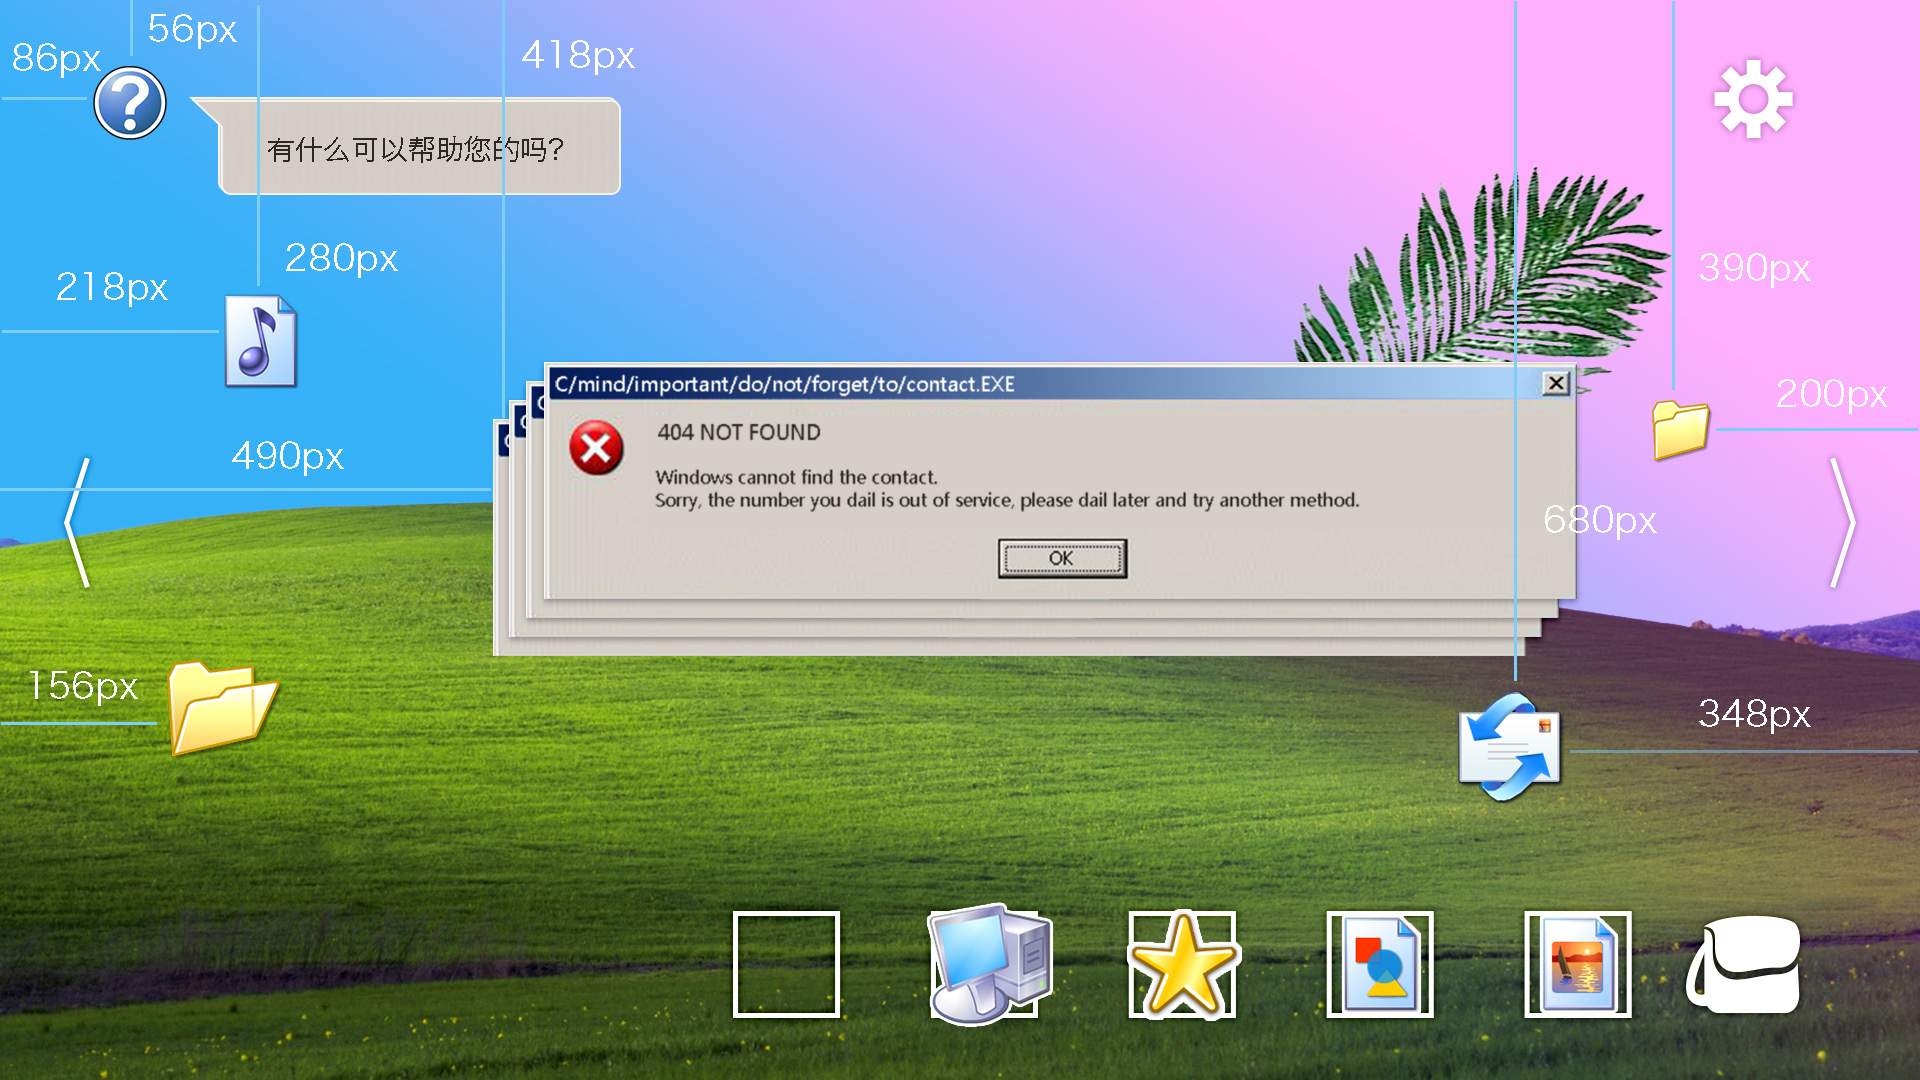 56px
86px
418px
有什么可以帮助您的吗?
280px
218px
390px
C/mind/important/do/not/forget/to/contact.EXE
200px
404 NOT FOUND
490px
Windows cannot find the contact.
Sorry, the number you dail is out of service, please dail later and try another method.
680px
OK
156px
348px